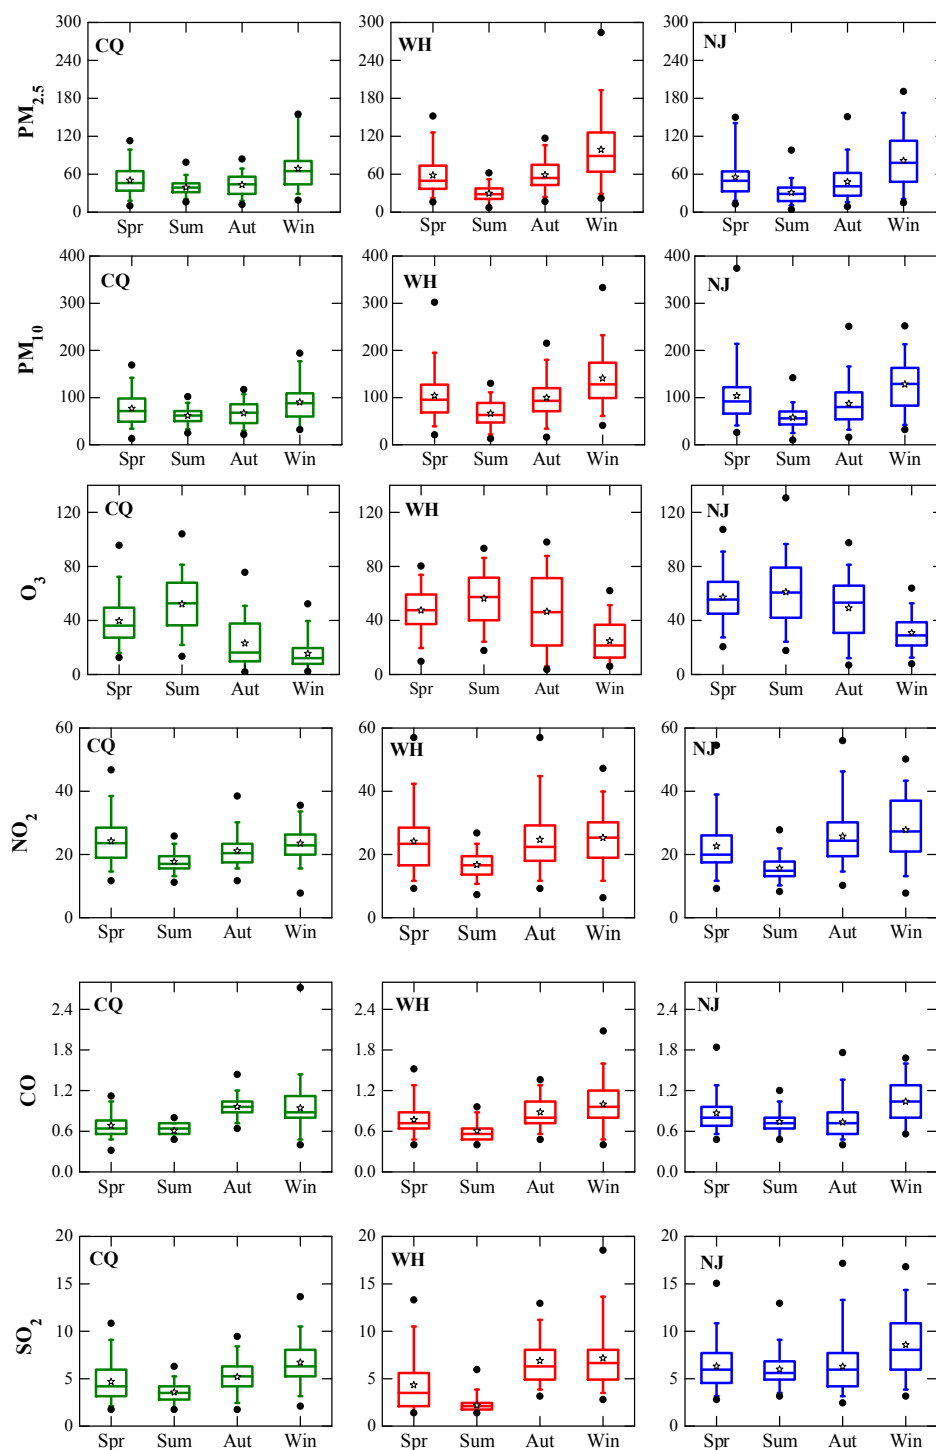 CQ WH NJ
PM2.5
300 300 300
240 240 240
180 180 180
120 120 120
60 60 60
0 0 0
Spr Sum Aut Win Spr Sum Aut Win Spr Sum Aut Win
CQ WH NJ
PM10
400 400 400
300 300 300
200 200 200
100 100 100
0 0 0
Spr Sum Aut Win Spr Sum Aut Win Spr Sum Aut Win
CQ WH NJ
O3
120 120 120
80 80 80
40 40 40
0 0 0
Spr Sum Aut Win Spr Sum Aut Win Spr Sum Aut Win
CQ WH NJ
NO2
60 60 60
40 40 40
20 20 20
0 0 0
Spr Sum Aut Win Spr Sum Aut Win Spr Sum Aut Win
CQ WH NJ
CO
2.4 2.4 2.4
1.8 1.8 1.8
1.2 1.2 1.2
0.6 0.6 0.6
0.0 0.0 0.0
Spr Sum Aut Win Spr Sum Aut Win Spr Sum Aut Win
CQ WH NJ
SO2
20 20 20
15 15 15
10 10 10
5 5 5
0 0 0
Spr Sum Aut Win Spr Sum Aut Win Spr Sum Aut Win